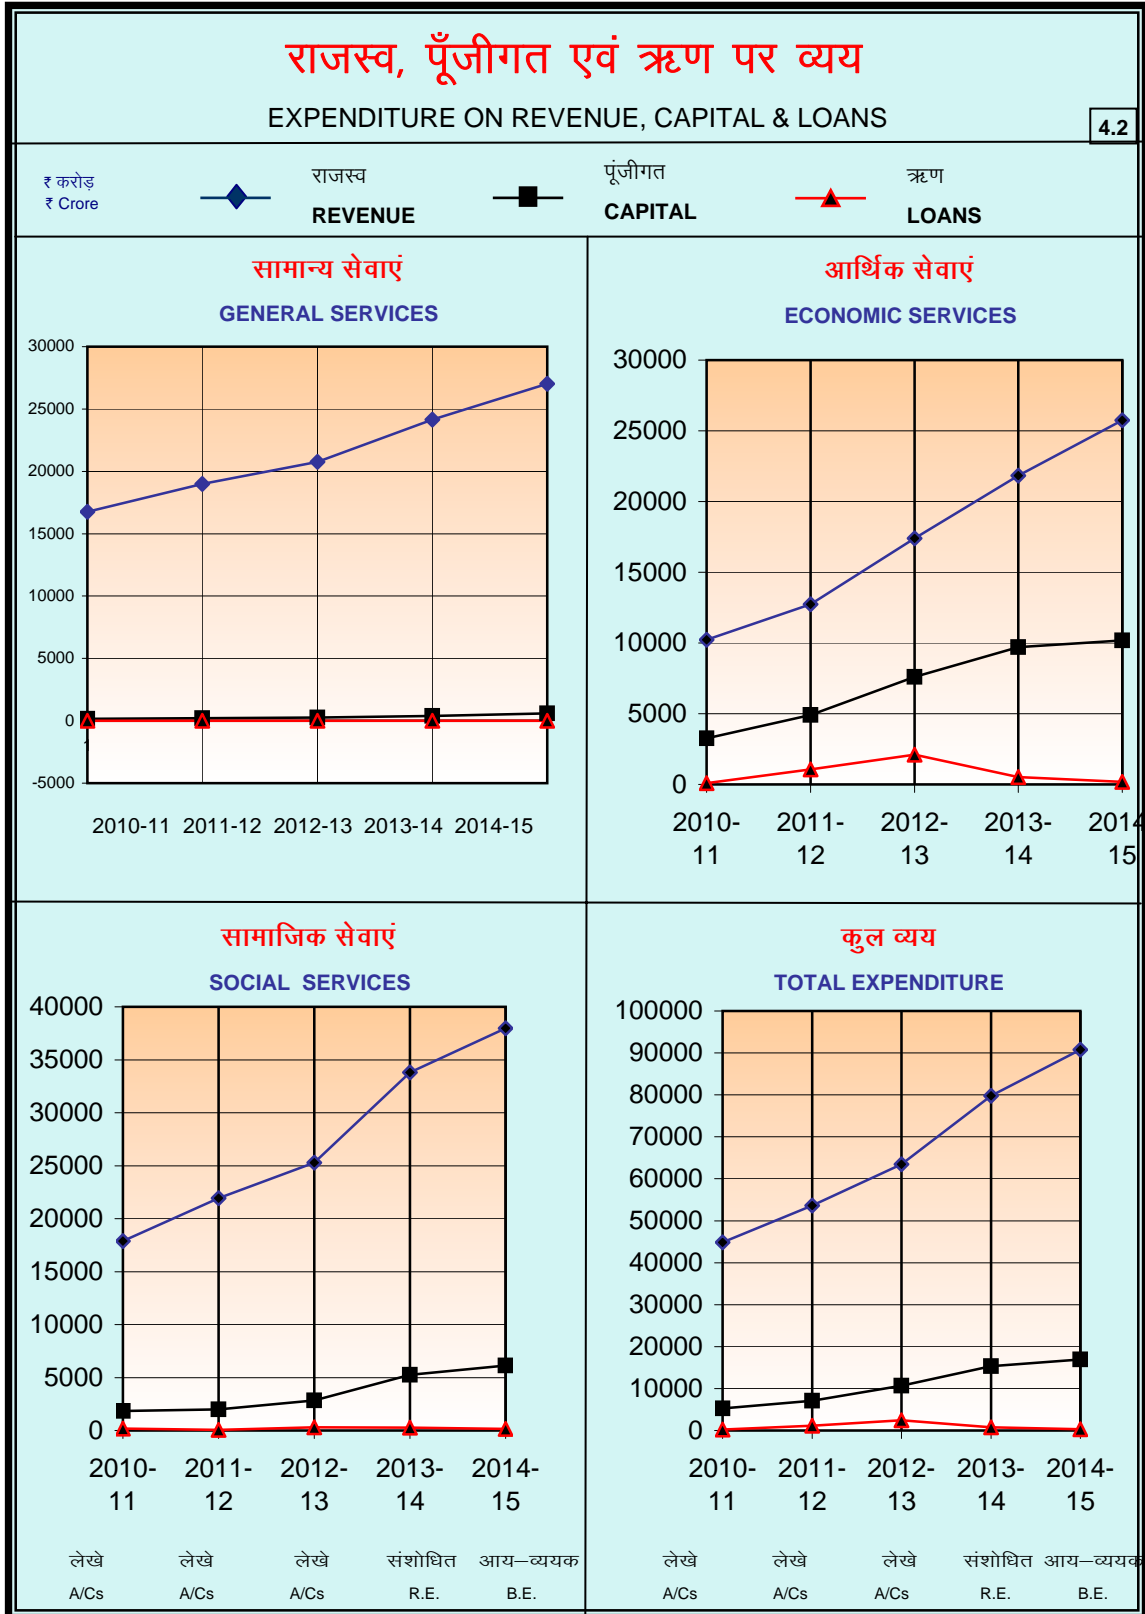 राजस्व, पूँजीगत एवं ऋण पर व्यय
EXPENDITURE ON REVENUE, CAPITAL & LOANS
4.2
₹ करोड़
₹ Crore
राजस्व
REVENUE
पूंजीगत
CAPITAL
ऋण
LOANS
सामान्य सेवाएं
GENERAL SERVICES
30000
25000
20000
15000
10000
5000
0
-5000
2010-11 2011-12 2012-13 2013-14 2014-15
आर्थिक सेवाएं
ECONOMIC SERVICES
30000
25000
20000
15000
10000
5000
0
2010- 2011- 2012- 2013- 2014
11 12 13 14 15
सामाजिक सेवाएं
SOCIAL SERVICES
40000
35000
30000
25000
20000
15000
10000
5000
0
2010- 2011- 2012- 2013- 2014-
11 12 13 14 15
लेखे लेखे लेखे संशोधित आय–व्ययक
A/Cs A/Cs A/Cs R.E. B.E.
कुल व्यय
TOTAL EXPENDITURE
100000
90000
80000
70000
60000
50000
40000
30000
20000
10000
0
2010- 2011- 2012- 2013- 2014-
11 12 13 14 15
लेखे लेखे लेखे संशोधित आय–व्ययक
A/Cs A/Cs A/Cs R.E. B.E.